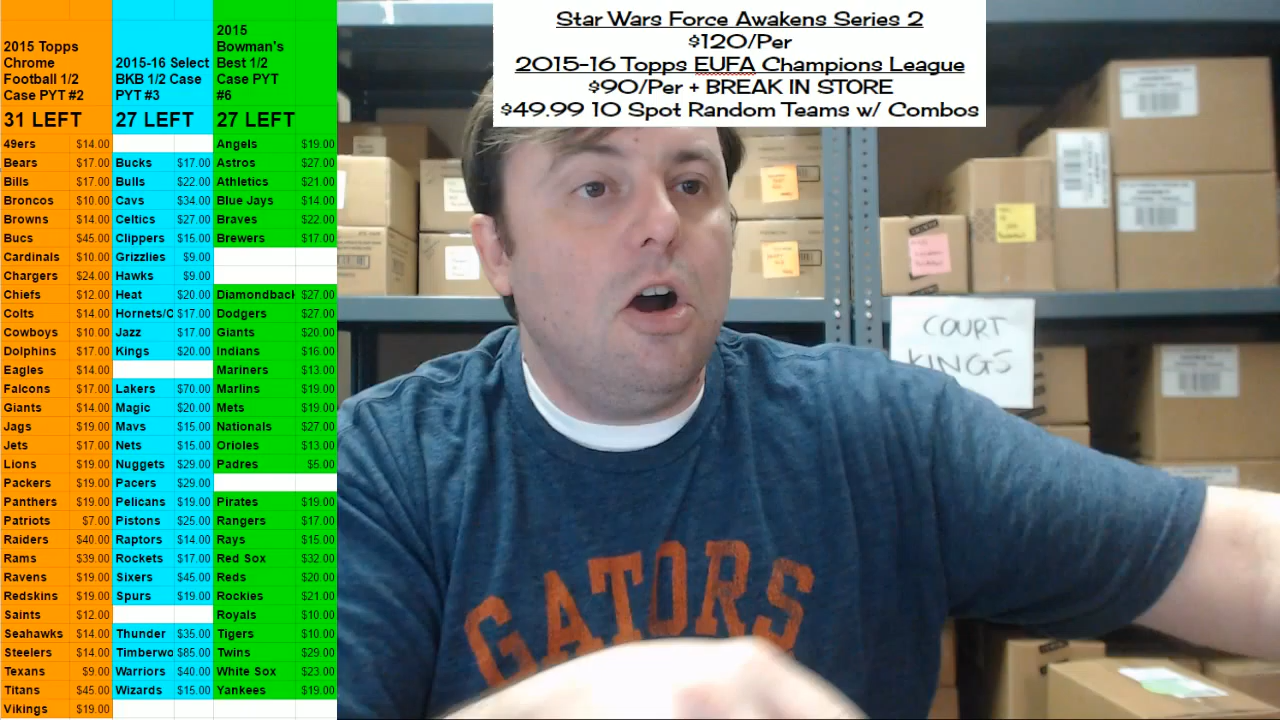 2015 Topps
Chrome
Football 1/2
Case PYT #2
31 LEFT
49ers $14.00
Bears $17.00
Bills $17.00
Broncos $10.00
Browns $14.00
Bucs $45.00
Cardinals $10.00
Chargers $24.00
Chiefs $12.00
Colts $14.00
Cowboys $10.00
Dolphins $17.00
Eagles $14.00
Falcons $17.00
Giants $14.00
Jags $19.00
Jets $17.00
Lions $19.00
Packers $19.00
Panthers $19.00
Patriots $7.00
Raiders $40.00
Rams $39.00
Ravens $19.00
Redskins $19.00
Saints $12.00
Seahawks $14.00
Steelers $14.00
Texans $9.00
Titans $45.00
Vikings $19.00
2015-16 Select
BKB 1/2 Case
PYT #3
27 LEFT
Bucks $17.00
Bulls $22.00
Cavs $34.00
Celtics $27.00
Clippers $15.00
Grizzlies $9.00
Hawks $9.00
Heat $20.00
Hornets/C $17.00
Jazz $17.00
Kings $20.00
Lakers $70.00
Magic $20.00
Mavs $15.00
Nets $15.00
Nuggets $29.00
Pacers $29.00
Pelicans $19.00
Pistons $25.00
Raptors $14.00
Rockets $17.00
Sixers $45.00
Spurs $19.00
Thunder $35.00
Timberwo $85.00
Warriors $40.00
Wizards $15.00
2015
Bowman's
Best 1/2
Case PYT
#6
27 LEFT
Angels $19.00
Astros $27.00
Athletics $21.00
Blue Jays $14.00
Braves $22.00
Brewers $17.00
Diamondback $27.00
Dodgers $27.00
Giants $20.00
Indians $16.00
Mariners $13.00
Marlins $19.00
Mets $19.00
Nationals $27.00
Orioles $13.00
Padres $5.00
Pirates $19.00
Rangers $17.00
Rays $15.00
Red Sox $32.00
Reds $20.00
Rockies $21.00
Royals $10.00
Tigers $10.00
Twins $29.00
White Sox $23.00
Yankees $19.00
Star Wars Force Awakens Series 2
$120/Per
2015-16 Topps EUFA Champions League
$90/Per + BREAK IN STORE
$49.99 10 Spot Random Teams w/ Combos
COURT
KINGS
GATORS